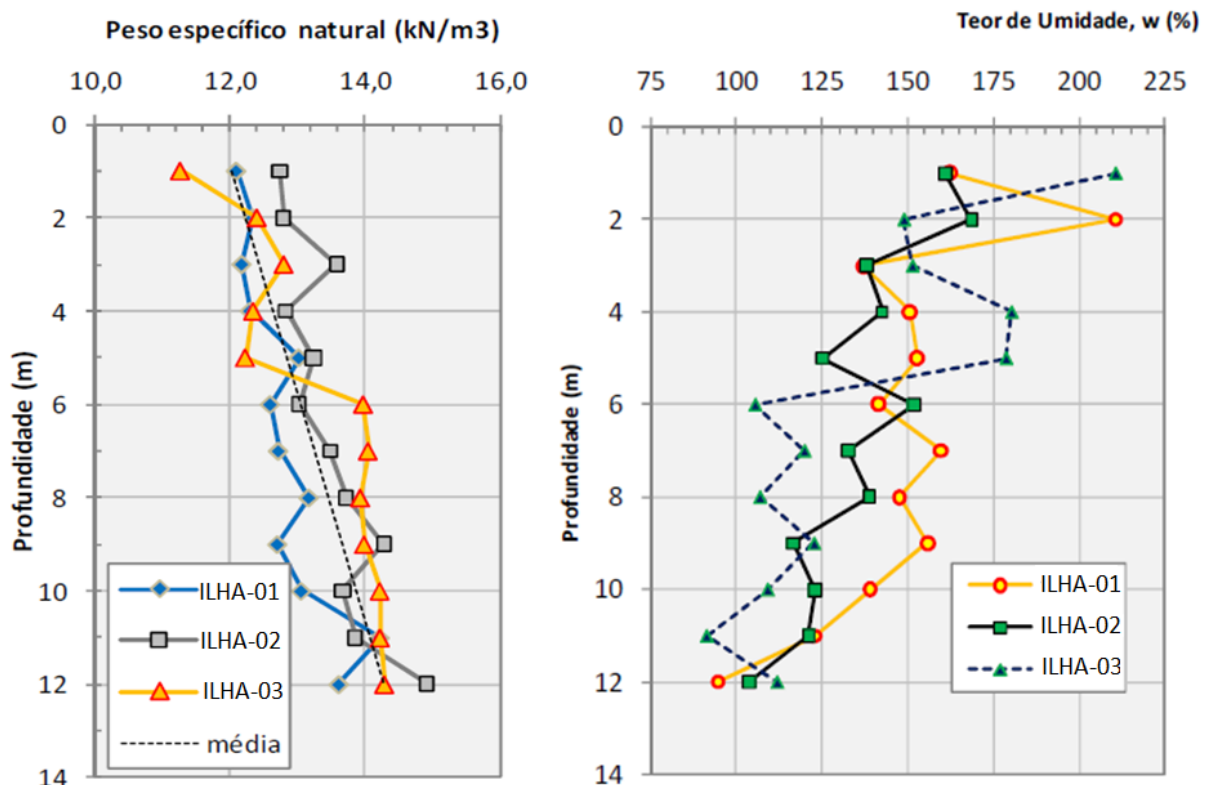 Peso específico natural (kN/m3)
10,0 12,0 14,0 16,0
0
2
4
6
8
10
12
14
Profundidade (m)
ILHA-01
ILHA-02
ILHA-03
média
Teor de Umidade, w (%)
75 100 125 150 175 200 225
0
2
4
6
8
10
12
14
Profundidade (m)
ILHA-01
ILHA-02
ILHA-03